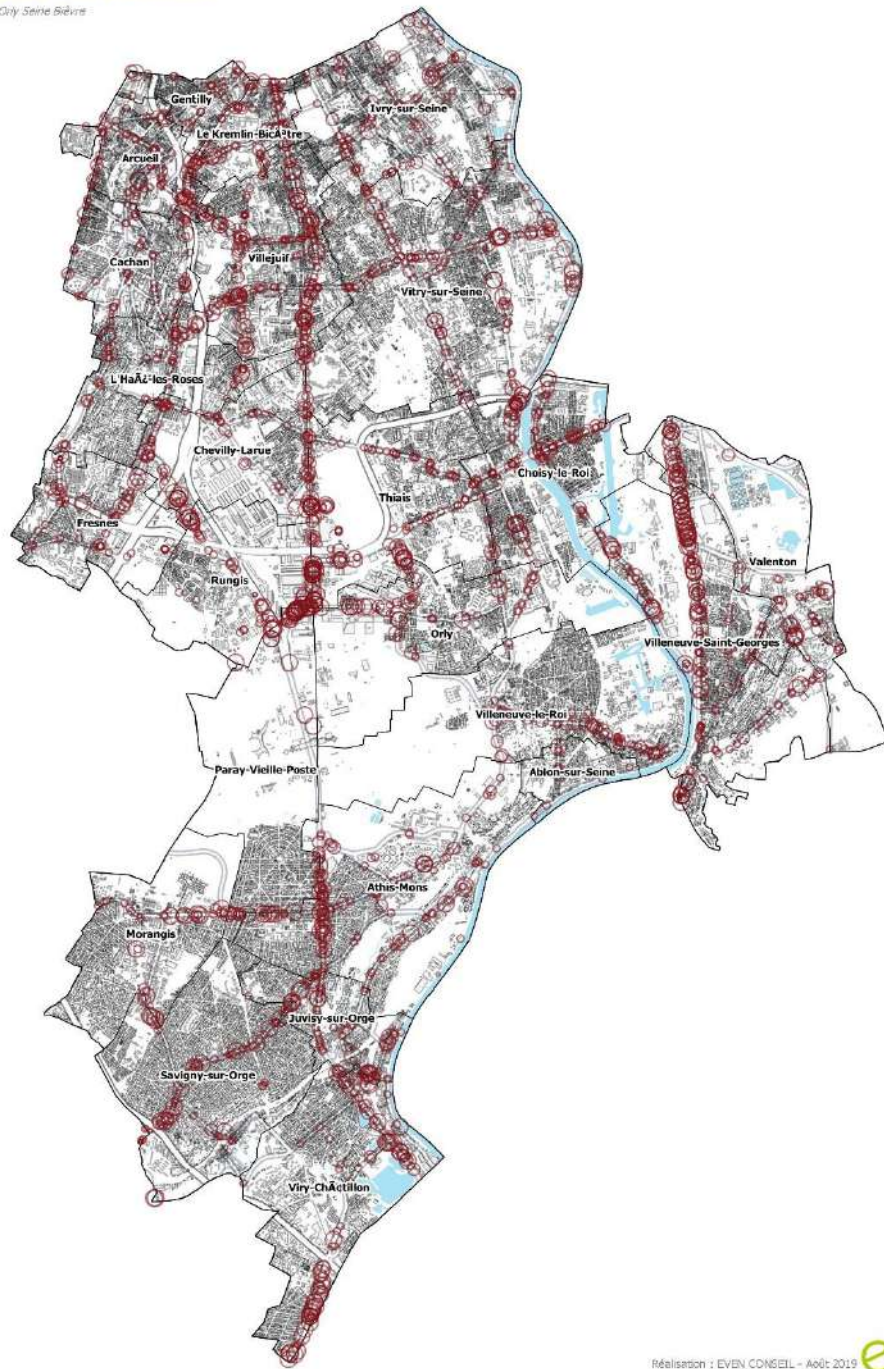 Orly Seine Bièvre
Gentilly
Ivry-sur-Seine
Le Kremlin-BicÃªtre
Arcueil
Cachan
Villejuif
Vitry-sur-Seine
L'HaÃ¿-les-Roses
Chevilly-Larue
Choisy-le-Roi
Thiais
Fresnes
Valenton
Rungis
Orly
Villeneuve-Saint-Georges
Villeneuve-le-Roi
Paray-Vieille-Poste
Ablon-sur-Seine
Athis-Mons
Morangis
Juvisy-sur-Orge
Savigny-sur-Orge
Viry-ChÃ¢tillon
Réalisation : EVEN CONSEIL - Août 2019